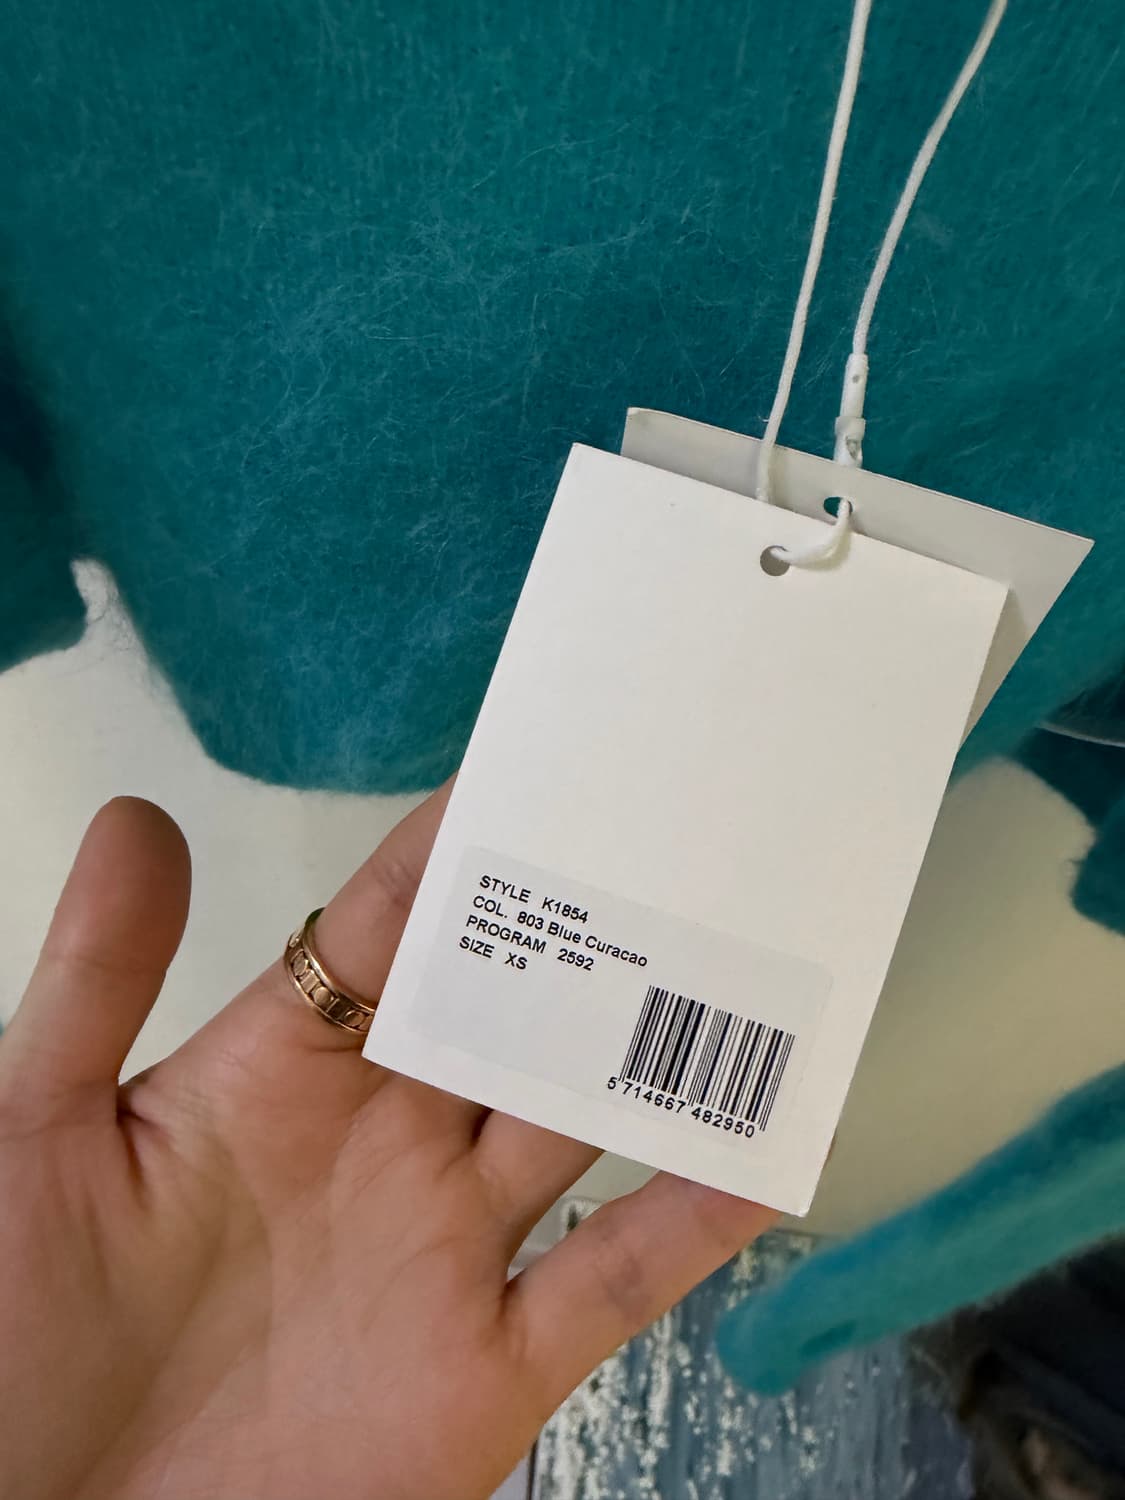 STYLE K1854
COL. 803 Blue Curacao
PROGRAM 2592
SIZE XS
5 714667 482950